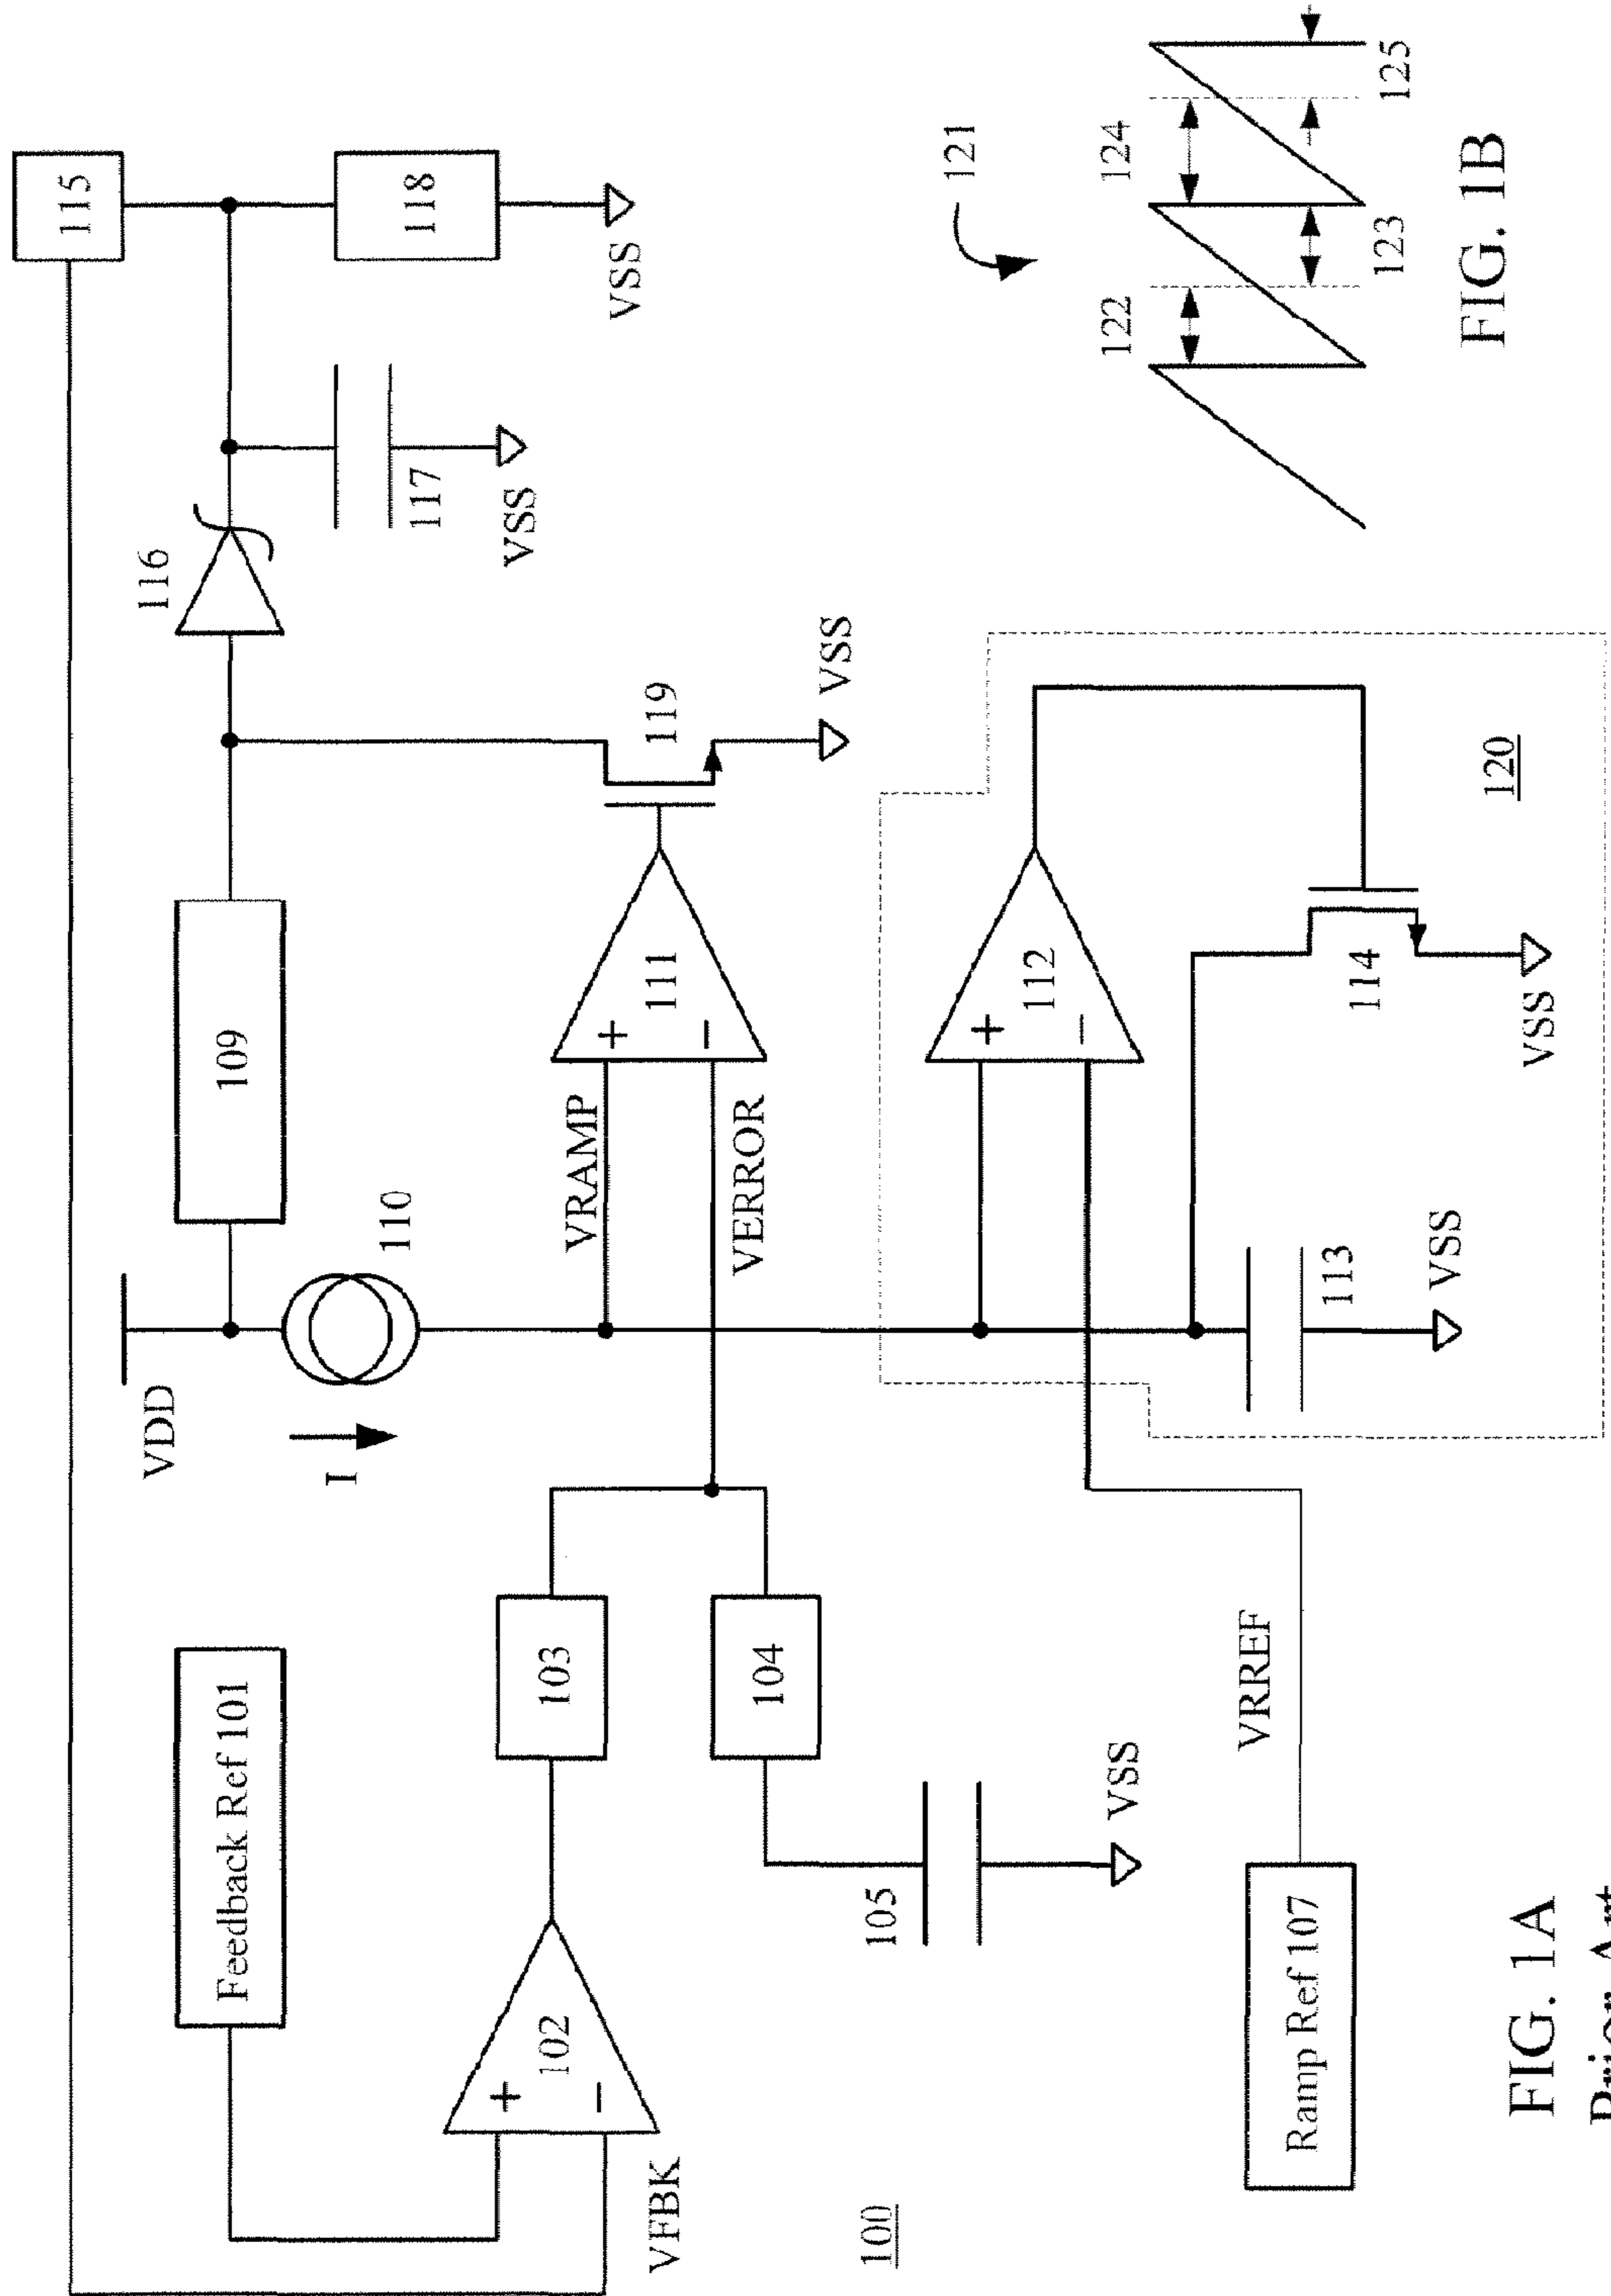 115
116
118
VSS
117
VSS
109
119
VSS
VDD
110
I
VRAMP
+
111
–
VERROR
Feedback Ref 101
103
104
+
102
–
VFBK
105
VSS
+
112
–
114
VSS
113
VSS
120
VRREF
Ramp Ref 107
100
FIG. 1A
Prior Art
121
122
124
123
125
FIG. 1B